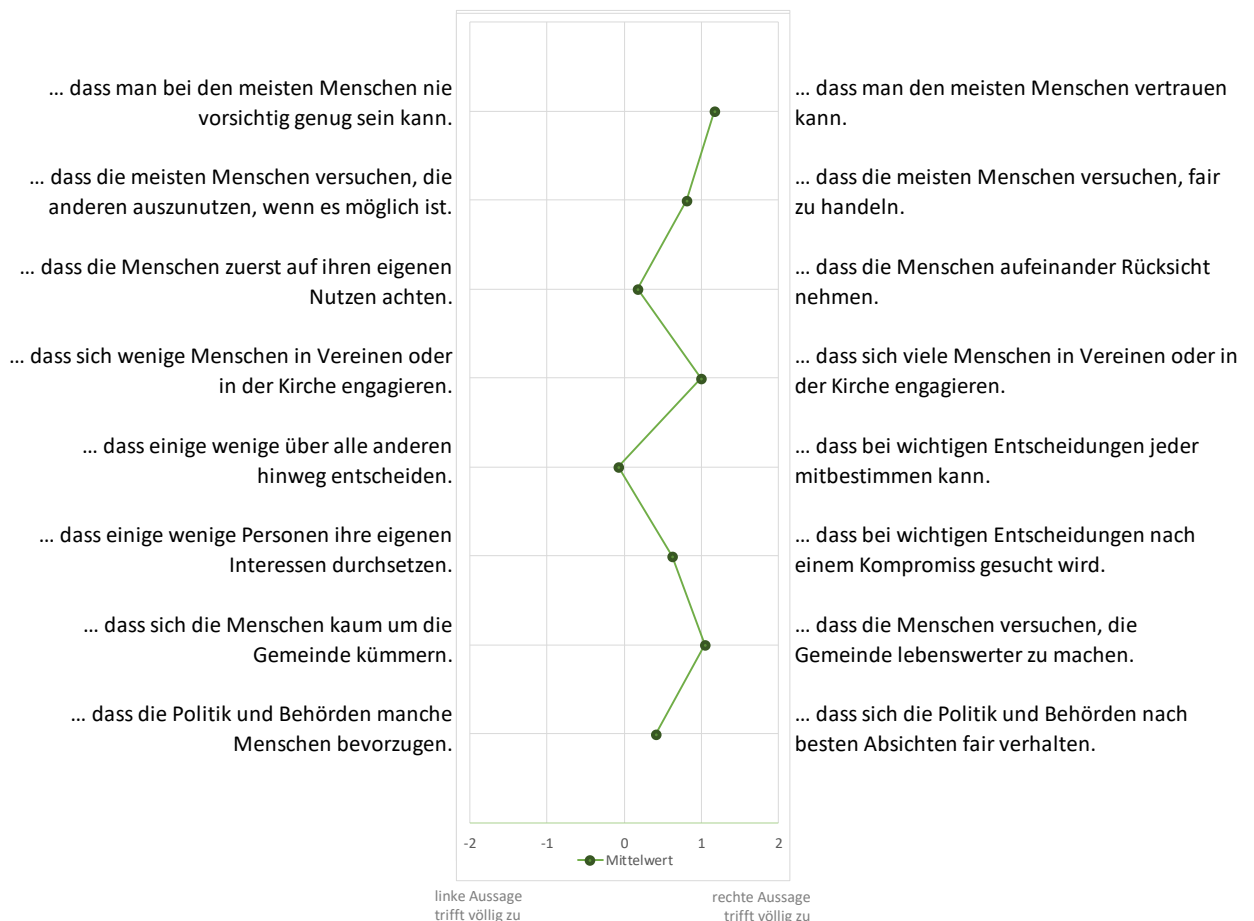 ... dass man bei den meisten Menschen nie
vorsichtig genug sein kann.
... dass man den meisten Menschen vertrauen
kann.
... dass die meisten Menschen versuchen, die
anderen auszunutzen, wenn es möglich ist.
... dass die meisten Menschen versuchen, fair
zu handeln.
... dass die Menschen zuerst auf ihren eigenen
Nutzen achten.
... dass die Menschen aufeinander Rücksicht
nehmen.
... dass sich wenige Menschen in Vereinen oder
in der Kirche engagieren.
... dass sich viele Menschen in Vereinen oder in
der Kirche engagieren.
... dass einige wenige über alle anderen
hinweg entscheiden.
... dass bei wichtigen Entscheidungen jeder
mitbestimmen kann.
... dass einige wenige Personen ihre eigenen
Interessen durchsetzen.
... dass bei wichtigen Entscheidungen nach
einem Kompromiss gesucht wird.
... dass sich die Menschen kaum um die
Gemeinde kümmern.
... dass die Menschen versuchen, die
Gemeinde lebenswerter zu machen.
... dass die Politik und Behörden manche
Menschen bevorzugen.
... dass sich die Politik und Behörden nach
besten Absichten fair verhalten.
-2 -1 0 1 2
Mittelwert
linke Aussage
trifft völlig zu
rechte Aussage
trifft völlig zu